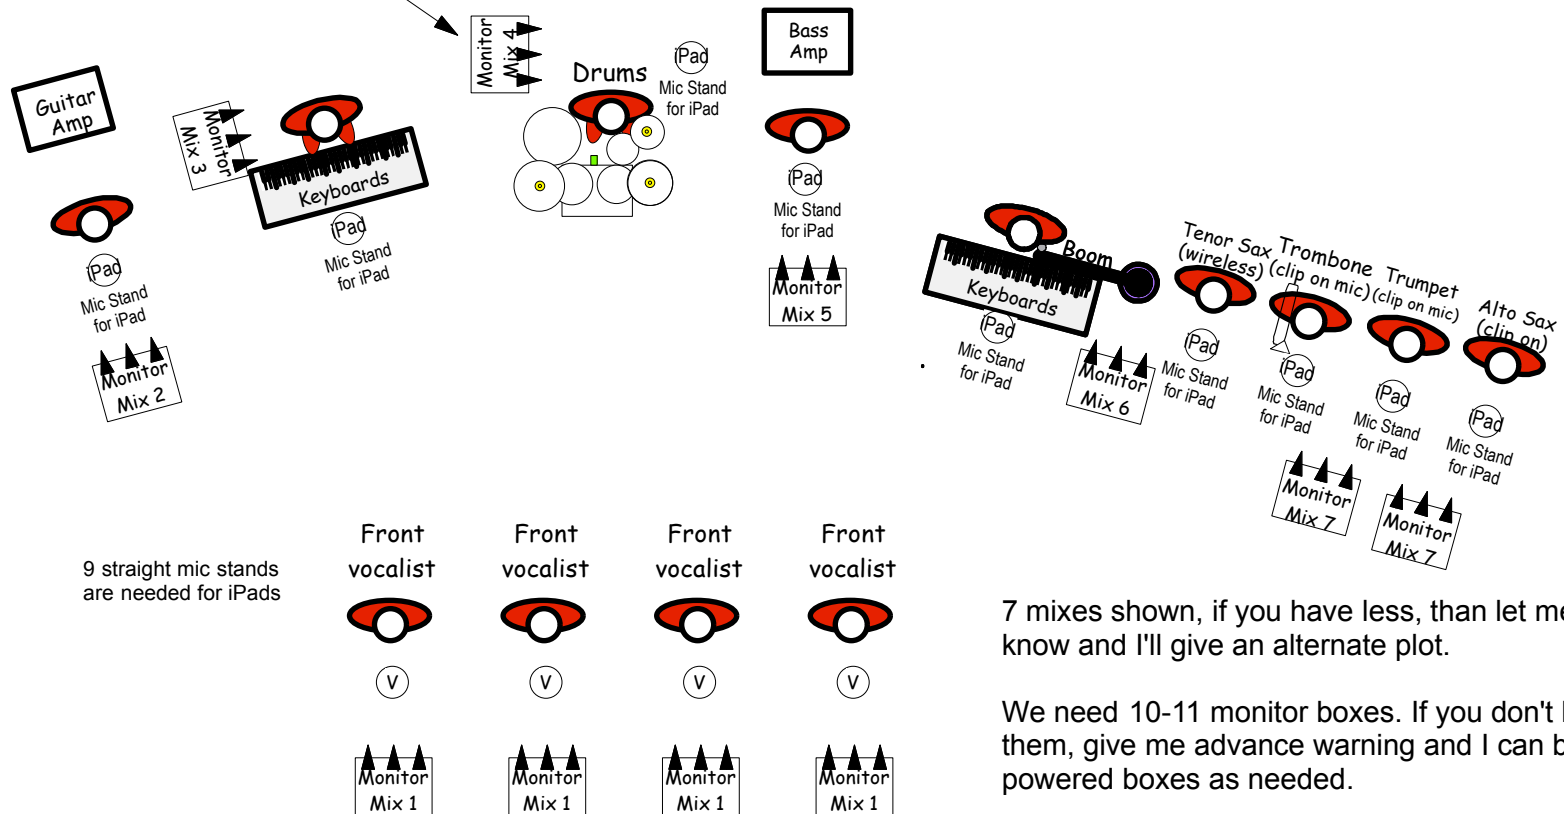 Guitar
Amp
Monitor
Mix 3
Keyboards
iPad
Mic Stand
for iPad
Monitor
Mix 4
Drums
iPad
Mic Stand
for iPad
Bass
Amp
iPad
Mic Stand
for iPad
Monitor
Mix 5
iPad
Mic Stand
for iPad
Monitor
Mix 2
Boom
Keyboards
iPad
Mic Stand
for iPad
Monitor
Mix 6
Tenor Sax
(wireless)
iPad
Mic Stand
for iPad
Trombone
(clip on mic)
iPad
Mic Stand
for iPad
Trumpet
(clip on mic)
iPad
Mic Stand
for iPad
Alto Sax
(clip on)
iPad
Mic Stand
for iPad
Monitor
Mix 7
Monitor
Mix 7
9 straight mic stands
are needed for iPads
Front
vocalist
V
Monitor
Mix 1
Front
vocalist
V
Monitor
Mix 1
Front
vocalist
V
Monitor
Mix 1
Front
vocalist
V
Monitor
Mix 1
7 mixes shown, if you have less, than let me
know and I'll give an alternate plot.
We need 10-11 monitor boxes. If you don't
them, give me advance warning and I can
powered boxes as needed.